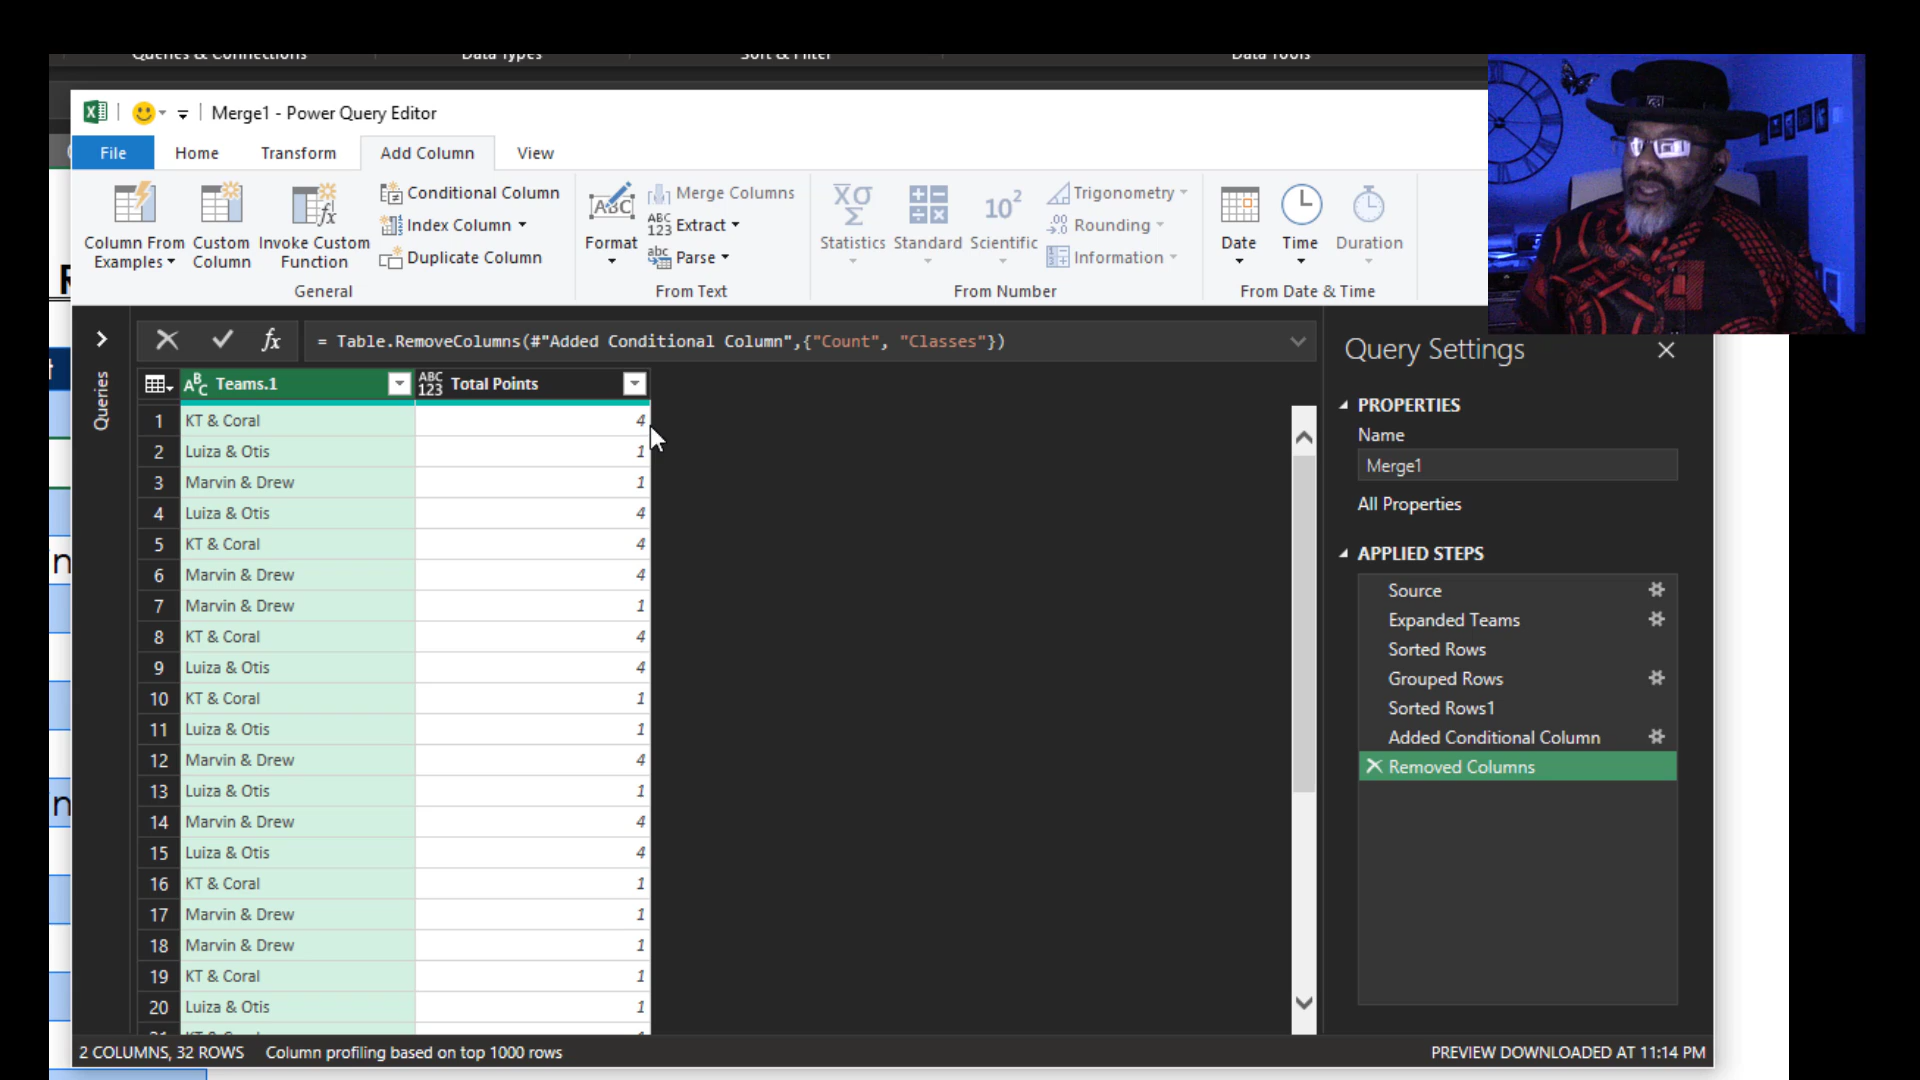 Queries & Connections Data Types Sort & Filter Data Tools
Merge1 - Power Query Editor
File Home Transform Add Column View
Column From Examples
Custom Column
Invoke Custom Function
Conditional Column
Index Column
Duplicate Column
General
Format
Merge Columns
Extract
Parse
From Text
Statistics Standard Scientific
Trigonometry
Rounding
Information
From Number
Date Time Duration
From Date & Time
= Table.RemoveColumns(#"Added Conditional Column",{"Count", "Classes"})
Queries
Teams.1 Total Points
1 KT & Coral 4
2 Luiza & Otis 1
3 Marvin & Drew 1
4 Luiza & Otis 4
5 KT & Coral 4
6 Marvin & Drew 4
7 Marvin & Drew 1
8 KT & Coral 4
9 Luiza & Otis 4
10 KT & Coral 1
11 Luiza & Otis 1
12 Marvin & Drew 4
13 Luiza & Otis 1
14 Marvin & Drew 4
15 Luiza & Otis 4
16 KT & Coral 1
17 Marvin & Drew 1
18 Marvin & Drew 1
19 KT & Coral 1
20 Luiza & Otis 1
Query Settings
PROPERTIES
Name
Merge1
All Properties
APPLIED STEPS
Source
Expanded Teams
Sorted Rows
Grouped Rows
Sorted Rows1
Added Conditional Column
Removed Columns
2 COLUMNS, 32 ROWS Column profiling based on top 1000 rows
PREVIEW DOWNLOADED AT 11:14 PM